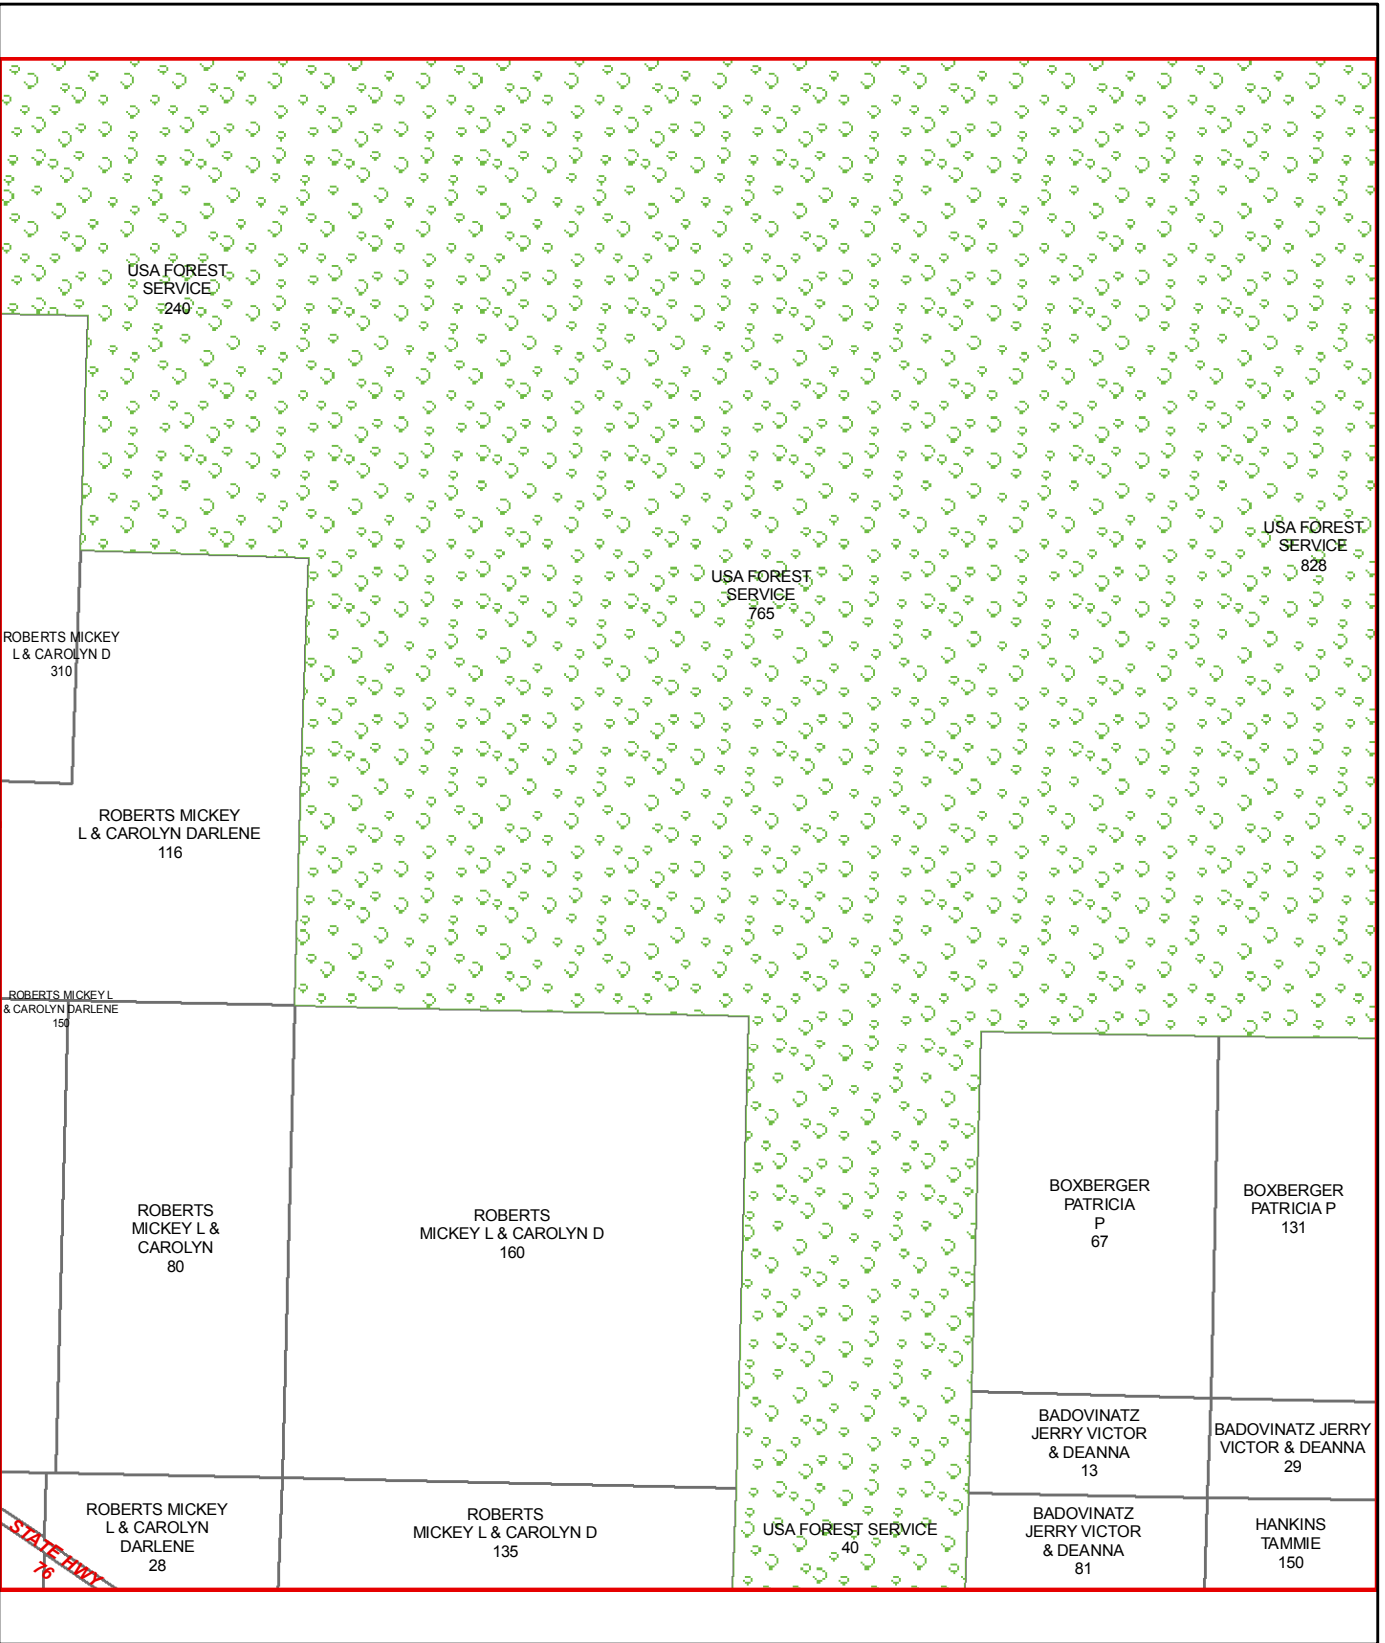 USA FOREST
SERVICE
240
USA FOREST
SERVICE
828
USA FOREST
SERVICE
765
ROBERTS MICKEY
L & CAROLYN D
310
ROBERTS MICKEY
L & CAROLYN DARLENE
116
ROBERTS MICKEY L
& CAROLYN DARLENE
150
ROBERTS
MICKEY L &
CAROLYN
80
ROBERTS
MICKEY L & CAROLYN D
160
BOXBERGER
PATRICIA
P
67
BOXBERGER
PATRICIA P
131
BADOVINATZ
JERRY VICTOR
& DEANNA
13
BADOVINATZ JERRY
VICTOR & DEANNA
29
STATE HWY
76
ROBERTS MICKEY
L & CAROLYN
DARLENE
28
ROBERTS
MICKEY L & CAROLYN D
135
USA FOREST SERVICE
40
BADOVINATZ
JERRY VICTOR
& DEANNA
81
HANKINS
TAMMIE
150